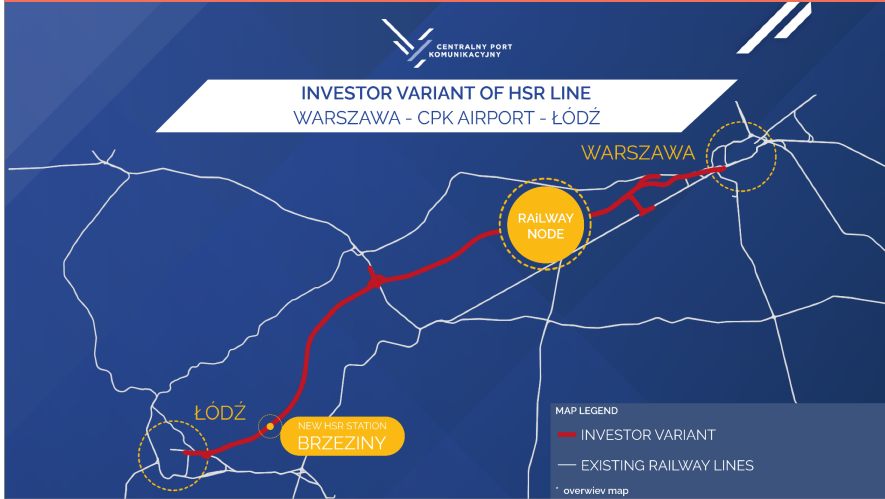 CENTRALNY PORT
KOMUNIKACYJNY
INVESTOR VARIANT OF HSR LINE
WARSZAWA - CPK AIRPORT - ŁÓDŹ
WARSZAWA
RAiLWAY
NODE
ŁÓDŹ
NEW HSR STATION
BRZEZINY
MAP LEGEND
INVESTOR VARIANT
EXISTING RAILWAY LINES
* overwiev map